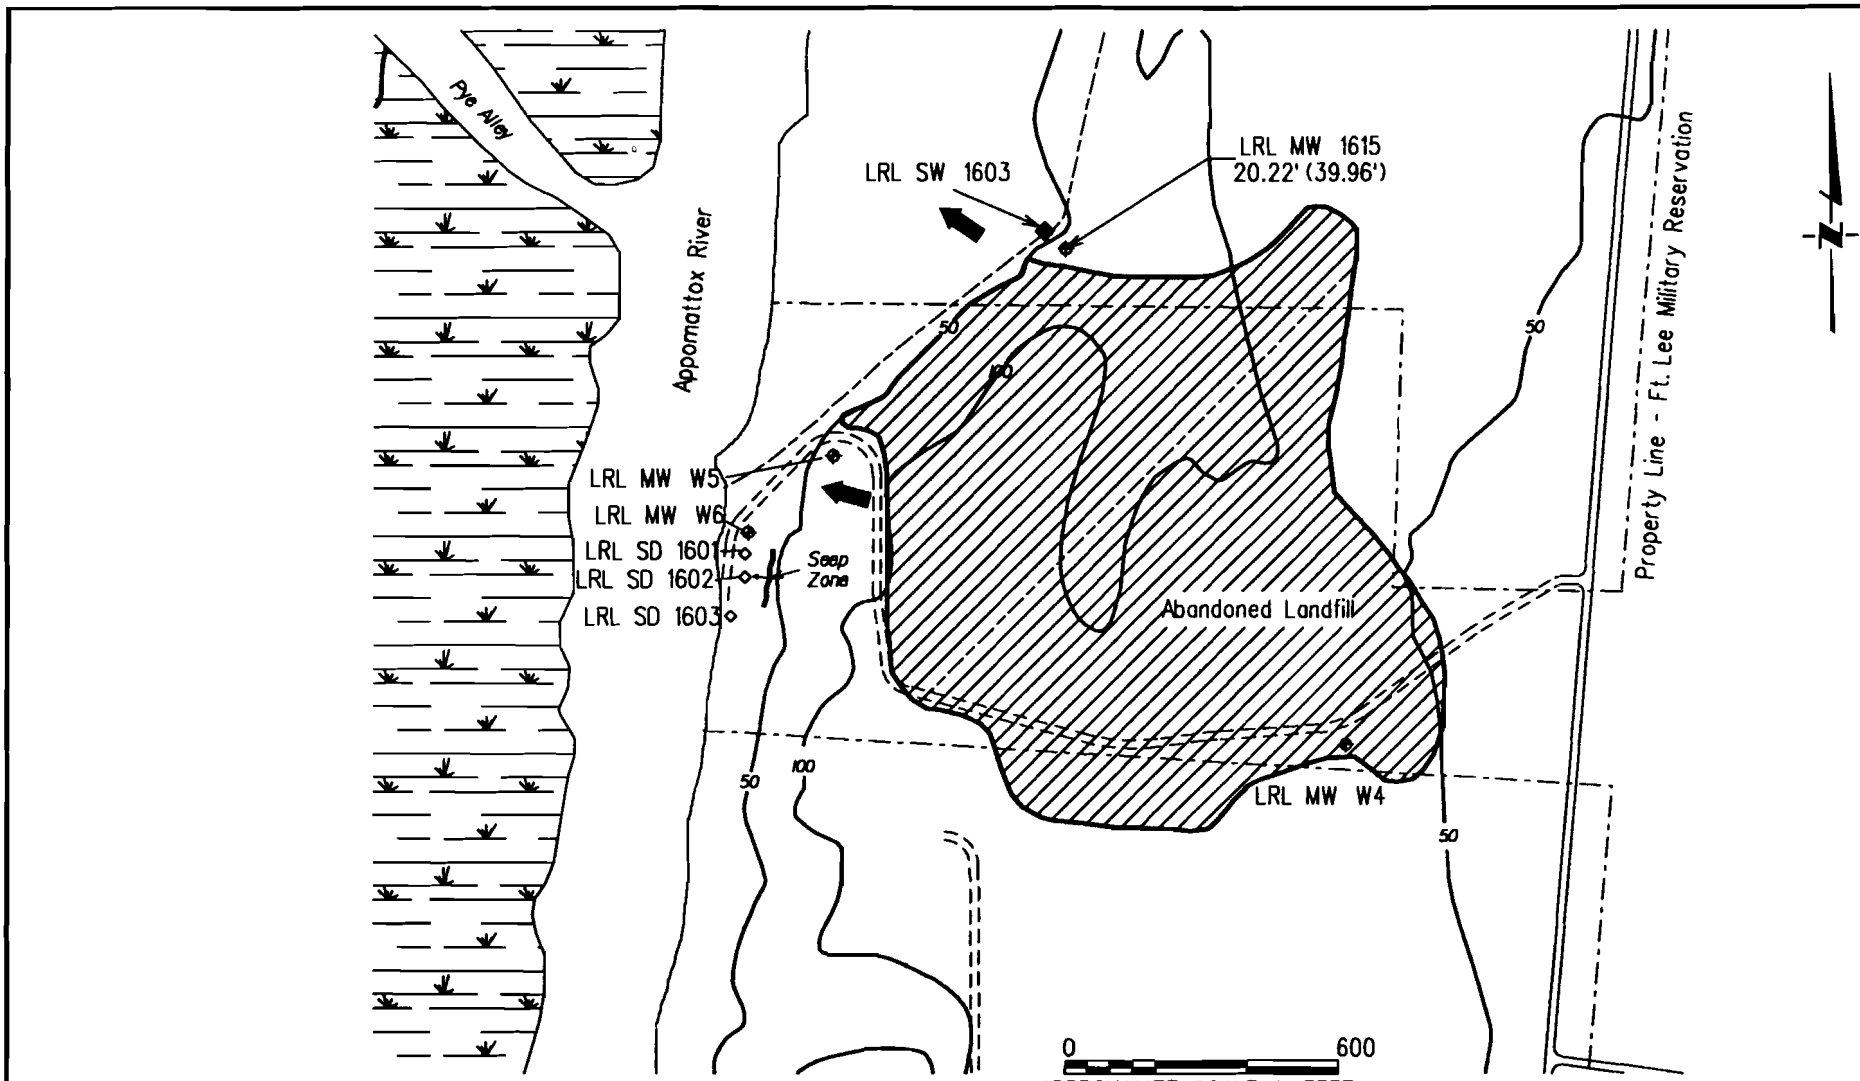 Pye Alley
LRL MW 1615
20.22' (39.96')
LRL SW 1603
Appomattox River
Property Line - Ft. Lee Military Reservation
N
50
50
100
LRL MW W5
LRL MW W6
LRL SD 1601
Seep
Zone
LRL SD 1602
LRL SD 1603
Abandoned Landfill
50
100
LRL MW W4
50
0
600